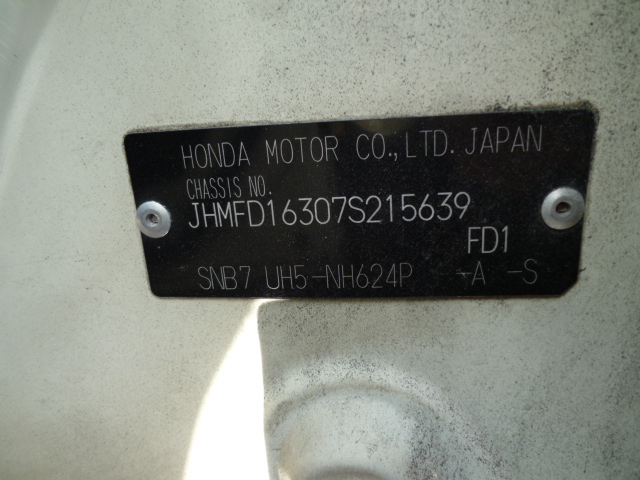 HONDA MOTOR CO.,LTD. JAPAN
CHASSIS NO.
JHMFD16307S215639
FD1
SNB7 UH5-NH624P -A -S